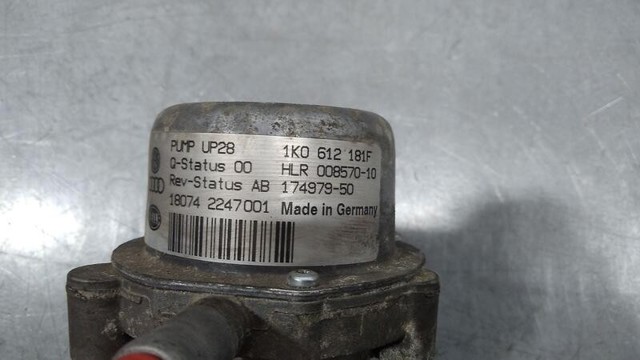 PUMP UP28 1K0 612 181F
Q-Status 00 HLR 008570-10
Rev-Status AB 174979-50
18074 2247001 Made in Germany